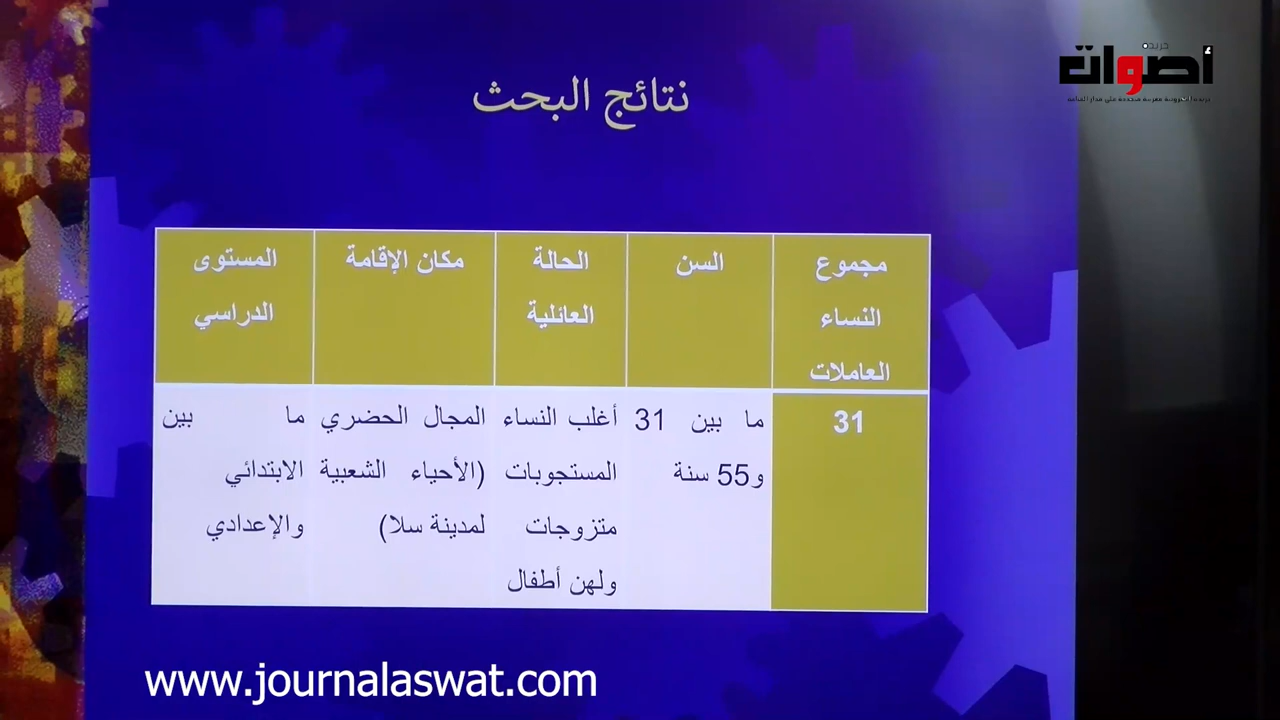 جريدة
أصوات
نتائج البحث
مجموع النساء العاملات
السن
الحالة العائلية
مكان الإقامة
المستوى الدراسي
31
ما بين 31 و55 سنة
أغلب النساء المستجوبات متزوجات ولهن أطفال
المجال الحضري (الأحياء الشعبية لمدينة سلا)
ما بين الابتدائي والإعدادي
www.journalaswat.com